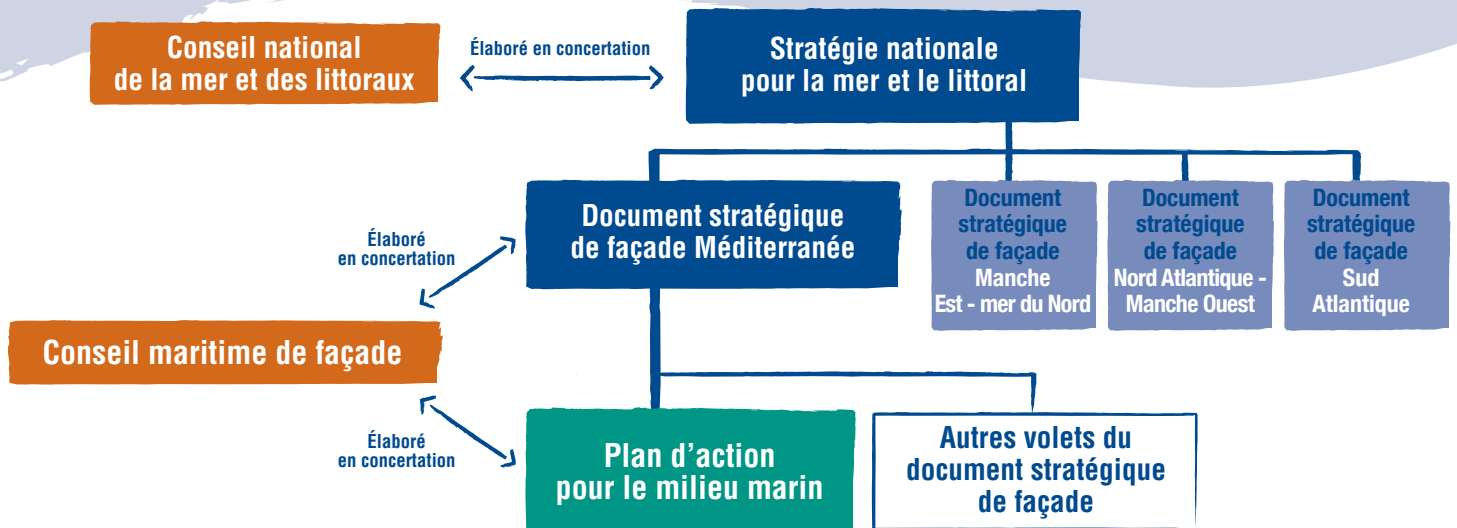 Conseil national
de la mer et des littoraux
Élaboré en concertation
Stratégie nationale
pour la mer et le littoral
Document stratégique
de façade Méditerranée
Document
stratégique
de façade
Manche
Est - mer du Nord
Document
stratégique
de façade
Nord Atlantique -
Manche Ouest
Document
stratégique
de façade
Sud
Atlantique
Élaboré
en concertation
Conseil maritime de façade
Élaboré
en concertation
Plan d’action
pour le milieu marin
Autres volets du
document stratégique
de façade